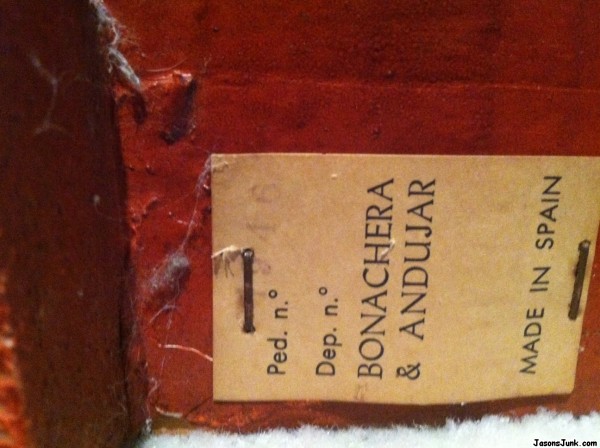 Ped. n.°
Dep. n.°
BONACHERA
& ANDUJAR
MADE IN SPAIN
JasonsJunk.com